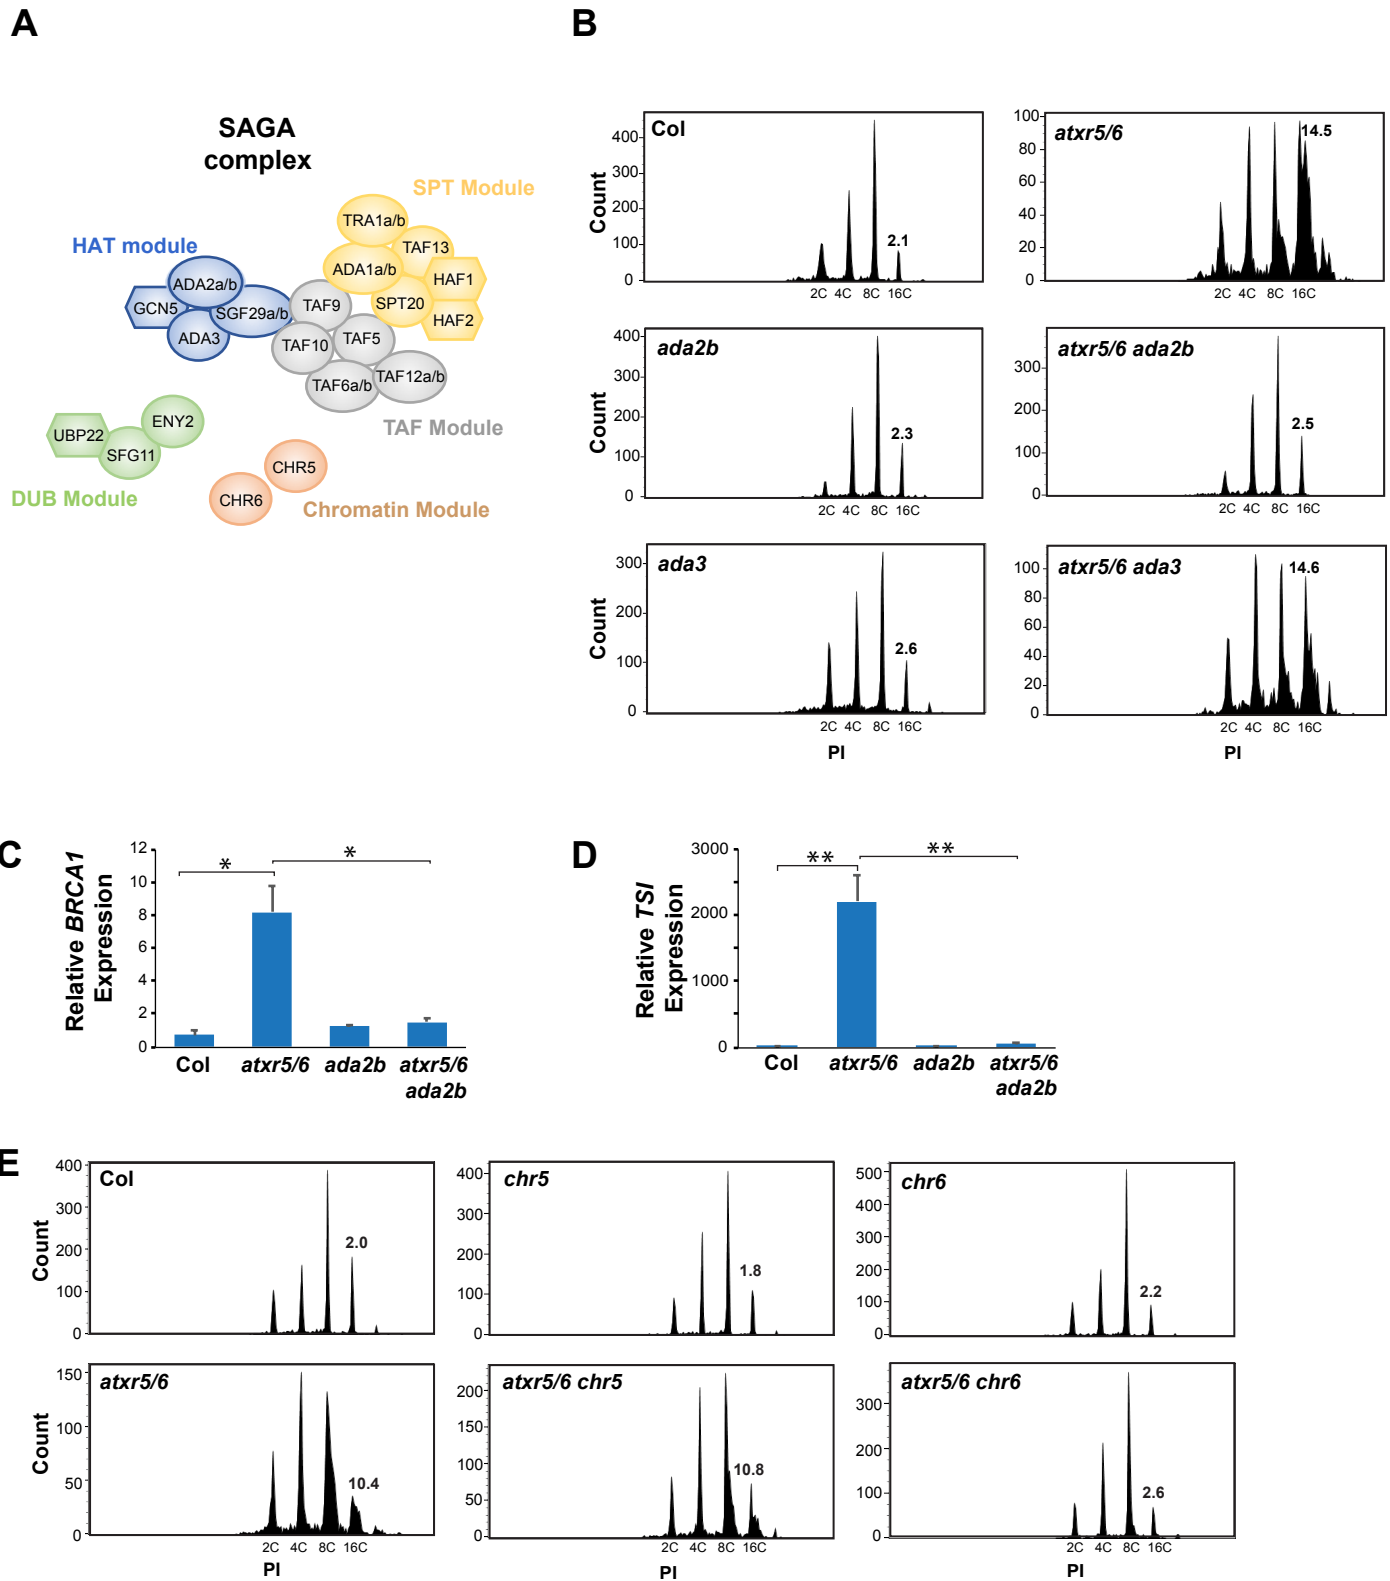 A
SAGA
complex
SPT Module
HAT module
TRA1a/b
TAF13
ADA1a/b
HAF1
ADA2a/b
GCN5
SGF29a/b
TAF9
SPT20
HAF2
ADA3
TAF10
TAF5
TAF6a/b
TAF12a/b
TAF Module
UBP22
ENY2
SFG11
DUB Module
CHR5
CHR6
Chromatin Module
B
Col
Count
400
300
200
100
0
2.1
2C 4C 8C 16C
atxr5/6
100
80
60
40
20
0
14.5
2C 4C 8C 16C
ada2b
Count
400
300
200
100
0
2.3
2C 4C 8C 16C
atxr5/6 ada2b
300
200
100
0
2.5
2C 4C 8C 16C
ada3
Count
300
200
100
0
2.6
2C 4C 8C 16C
PI
atxr5/6 ada3
100
80
60
40
20
0
14.6
2C 4C 8C 16C
PI
C
Relative BRCA1
Expression
12
10
8
6
4
2
0
*
*
Col atxr5/6 ada2b atxr5/6
ada2b
D
Relative TSI
Expression
3000
2000
1000
0
**
**
Col atxr5/6 ada2b atxr5/6
ada2b
E
Col
Count
400
300
200
100
0
2.0
chr5
400
300
200
100
0
1.8
chr6
500
400
300
200
100
0
2.2
atxr5/6
Count
150
100
50
0
10.4
2C 4C 8C 16C
PI
atxr5/6 chr5
200
150
100
50
0
10.8
2C 4C 8C 16C
PI
atxr5/6 chr6
300
200
100
0
2.6
2C 4C 8C 16C
PI